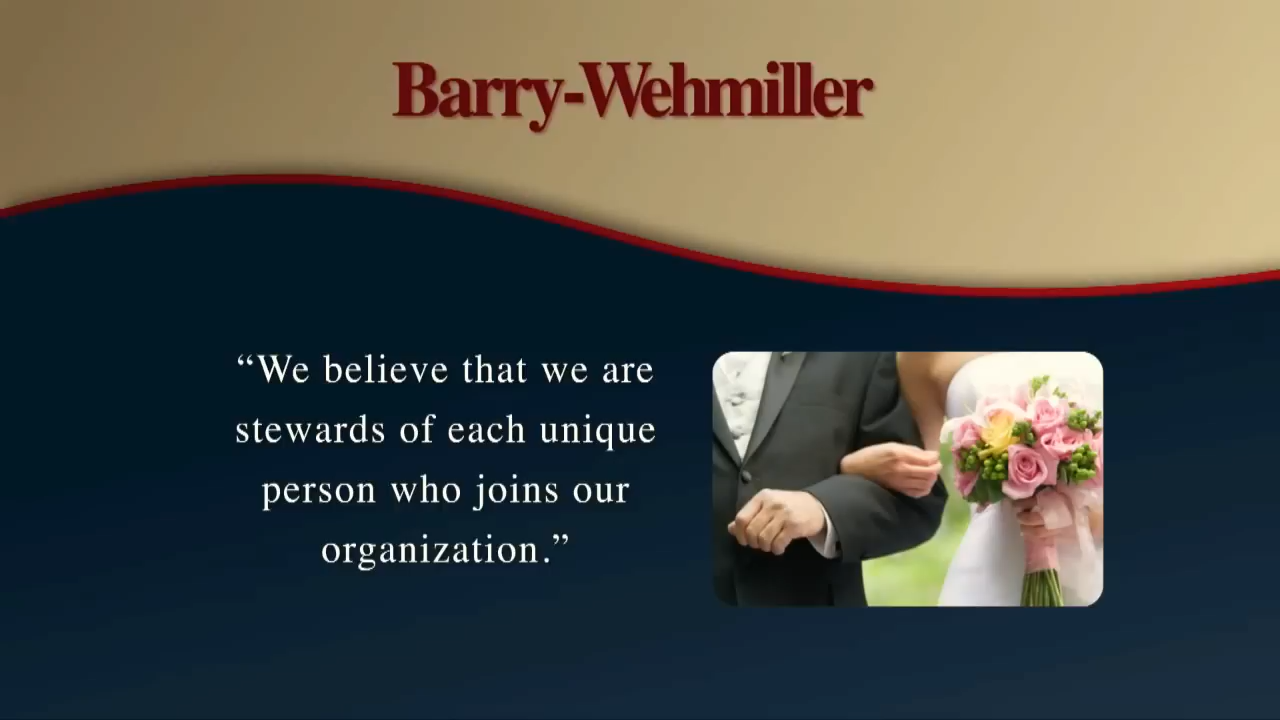 Barry-Wehmiller
“We believe that we are
stewards of each unique
person who joins our
organization.”